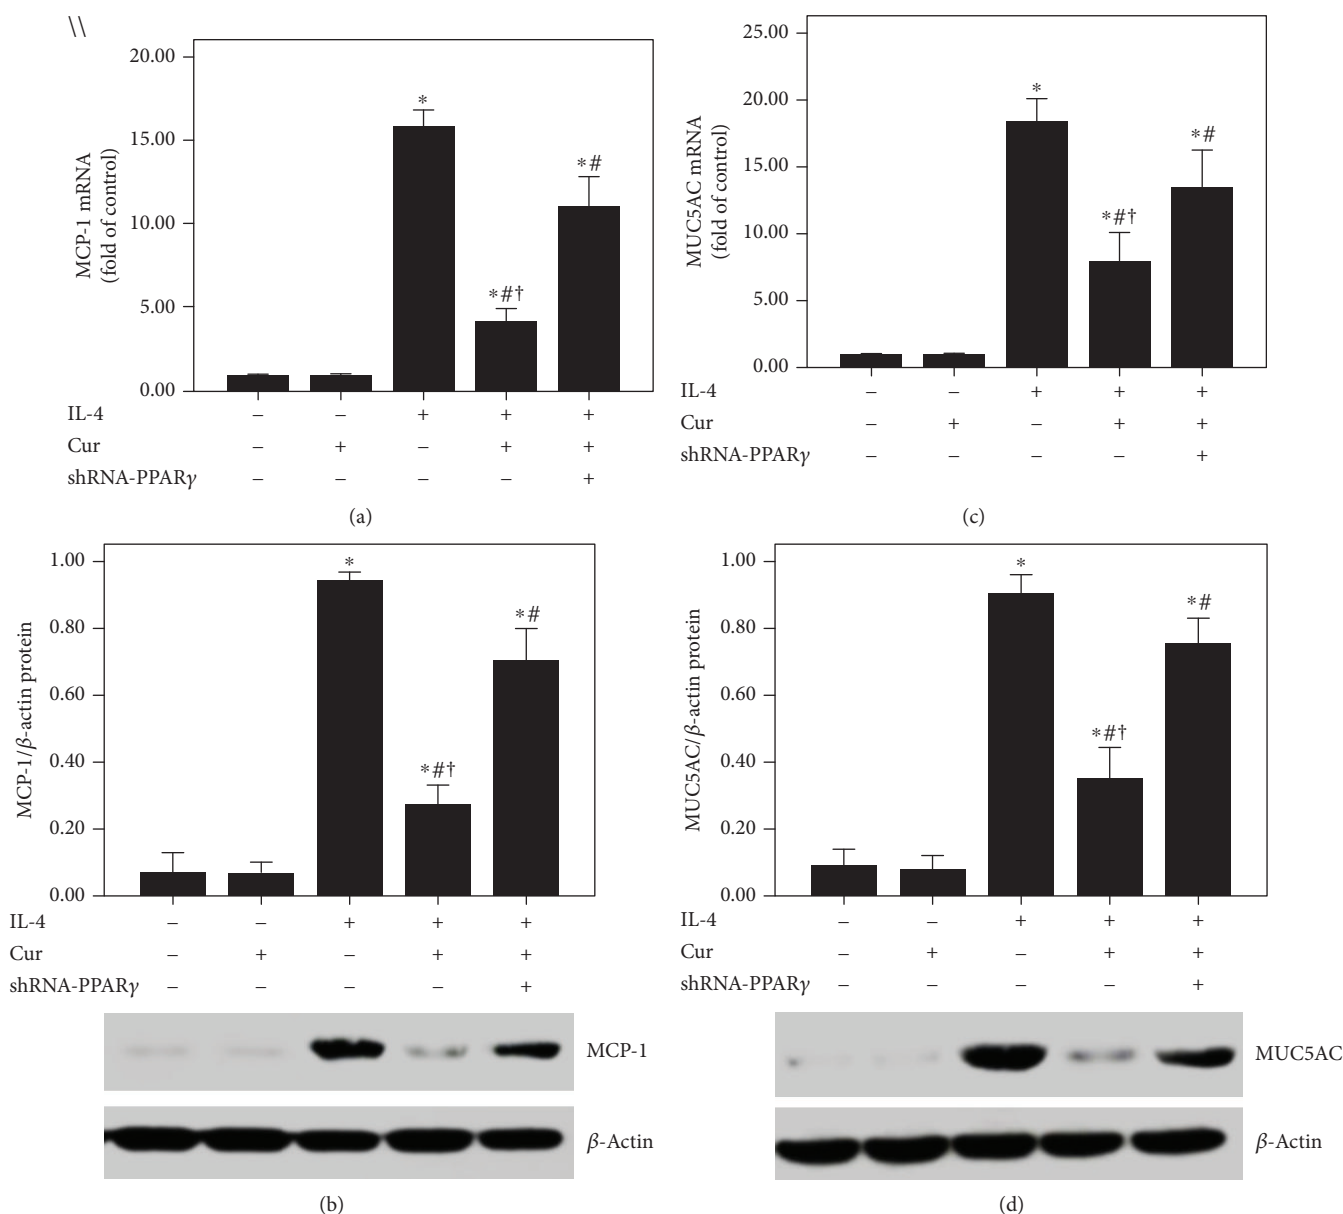 \\
MCP-1 mRNA
(fold of control)
20.00
15.00
10.00
5.00
0.00
*
*#†
*#
IL-4 – – + + +
Cur – + – + +
shRNA-PPARγ – – – – +
(a)
MUC5AC mRNA
(fold of control)
25.00
20.00
15.00
10.00
5.00
0.00
*
*#†
*#
IL-4 – – + + +
Cur – + – + +
shRNA-PPARγ – – – – +
(c)
MCP-1/β-actin protein
1.00
0.80
0.60
0.40
0.20
0.00
*
*#†
*#
IL-4 – – + + +
Cur – + – + +
shRNA-PPARγ – – – – +
MCP-1
β-Actin
(b)
MUC5AC/β-actin protein
1.00
0.80
0.60
0.40
0.20
0.00
*
*#†
*#
IL-4 – – + + +
Cur – + – + +
shRNA-PPARγ – – – – +
MUC5AC
β-Actin
(d)